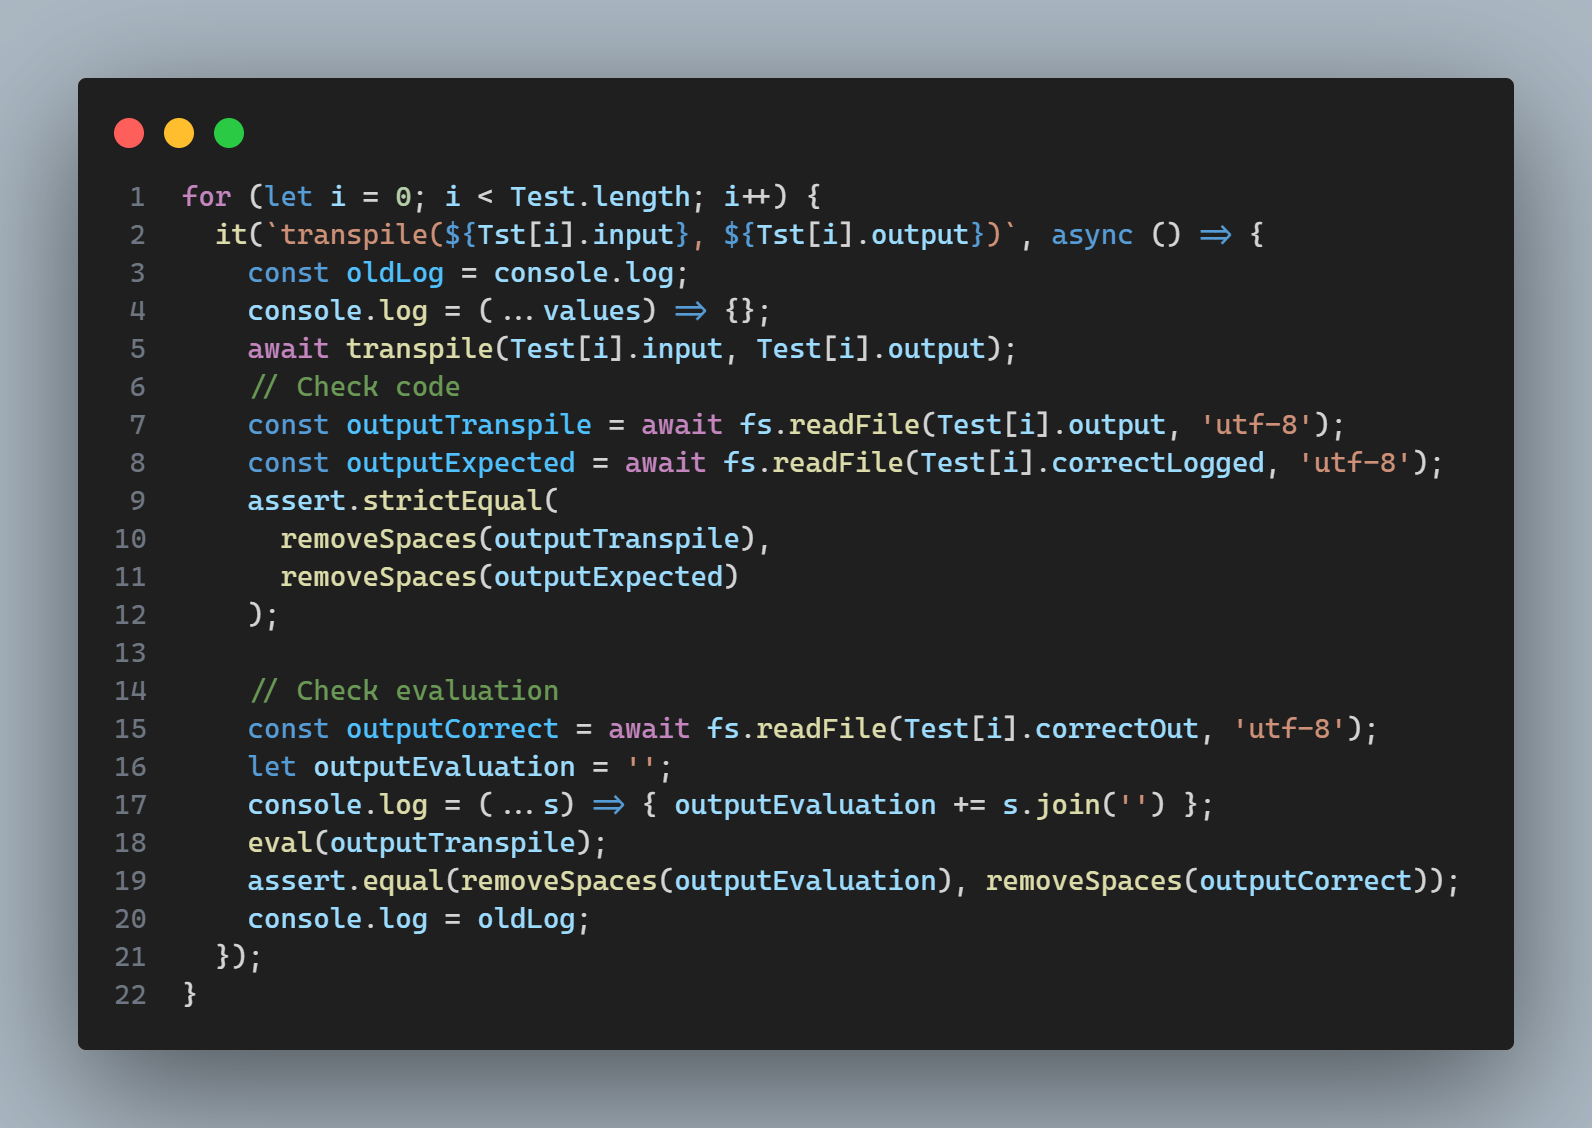 1 for (let i = 0; i < Test.length; i++) {
2 it(`transpile(${Tst[i].input}, ${Tst[i].output})`, async () => {
3 const oldLog = console.log;
4 console.log = (...values) => {};
5 await transpile(Test[i].input, Test[i].output);
6 // Check code
7 const outputTranspile = await fs.readFile(Test[i].output, 'utf-8');
8 const outputExpected = await fs.readFile(Test[i].correctLogged, 'utf-8');
9 assert.strictEqual(
10 removeSpaces(outputTranspile),
11 removeSpaces(outputExpected)
12 );
13
14 // Check evaluation
15 const outputCorrect = await fs.readFile(Test[i].correctOut, 'utf-8');
16 let outputEvaluation = '';
17 console.log = (...s) => { outputEvaluation += s.join('') };
18 eval(outputTranspile);
19 assert.equal(removeSpaces(outputEvaluation), removeSpaces(outputCorrect));
20 console.log = oldLog;
21 });
22 }